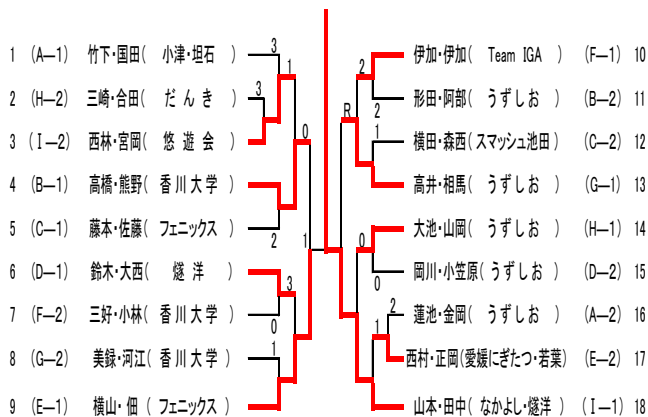 1 (A―1) 竹下・国田( 小津・坦石 )
2 (H―2) 三崎・合田( だ ん き )
3 (I―2) 西林・宮岡( 悠 遊 会 )
4 (B―1) 高橋・熊野( 香川大学 )
5 (C―1) 藤本・佐藤( フェニックス )
6 (D―1) 鈴木・大西( 燧 洋 )
7 (F―2) 三好・小林( 香川大学 )
8 (G―2) 美録・河江( 香川大学 )
9 (E―1) 横山・佃 ( フェニックス )
3
3
1
0
2
1
3
0
1
伊加・伊加( Team IGA ) (F―1) 10
形田・阿部( うずしお ) (B―2) 11
横田・森西(スマッシュ池田) (C―2) 12
高井・相馬( うずしお ) (G―1) 13
大池・山岡( うずしお ) (H―1) 14
岡川・小笠原( うずしお ) (D―2) 15
蓮池・金岡( うずしお ) (A―2) 16
西村・正岡(愛媛にぎたつ・若葉) (E―2) 17
山本・田中( なかよし・燧洋 ) (I―1) 18
2
2
R
1
0
0
2
1